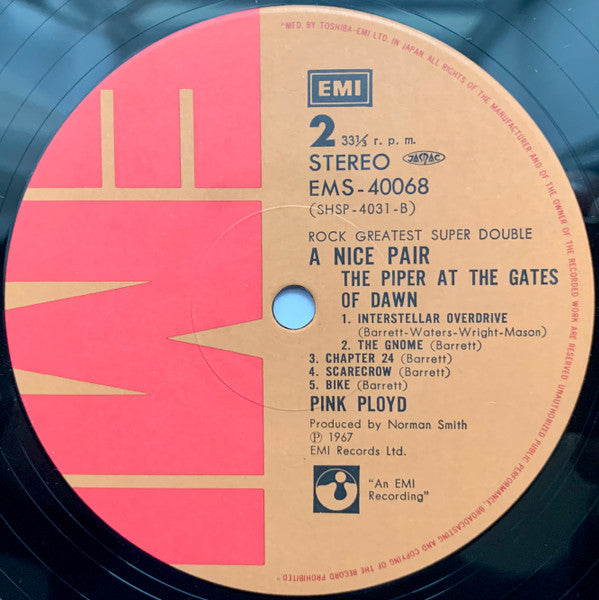 "MFD. BY TOSHIBA-EMI LTD. IN JAPAN. ALL RIGHTS OF THE MANUFACTURER AND OF THE OWNER OF THE RECORDED WORK ARE RESERVED. UNAUTHORIZED PUBLIC PERFORMANCE, BROADCASTING AND COPYING OF THE RECORD PROHIBITED"
EMI
EMI
2 33⅓ r. p. m.
STEREO JASRAC
EMS-40068
(SHSP-4031-B)
ROCK GREATEST SUPER DOUBLE
A NICE PAIR
THE PIPER AT THE GATES
OF DAWN
1. INTERSTELLAR OVERDRIVE
(Barrett-Waters-Wright-Mason)
2. THE GNOME (Barrett)
3. CHAPTER 24 (Barrett)
4. SCARECROW (Barrett)
5. BIKE (Barrett)
PINK PLOYD
Produced by Norman Smith
Ⓟ 1967
EMI Records Ltd.
"An EMI
Recording"